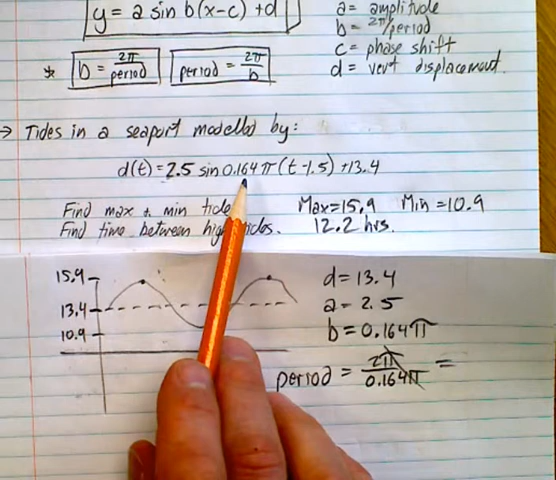 y = a sin b(x-c) + d
a = amplitude
b = 2π/period
c = phase shift
d = vert displacement.
* b = 2π/period period = 2π/b
→ Tides in a seaport modelled by:
d(t) = 2.5 sin 0.164π(t-1.5) + 13.4
Find max + min tide Max=15.9 Min=10.9
Find time between high tides. 12.2 hrs.
15.9
13.4
10.9
d = 13.4
a = 2.5
b = 0.164π
period = 2π/0.164π =